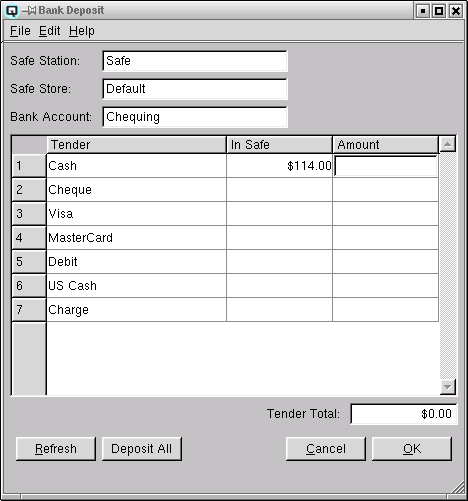 Q Bank Deposit
File Edit Help
Safe Station: Safe
Safe Store: Default
Bank Account: Chequing
Tender In Safe Amount
1 Cash $114.00
2 Cheque
3 Visa
4 MasterCard
5 Debit
6 US Cash
7 Charge
Tender Total: $0.00
Refresh Deposit All Cancel OK